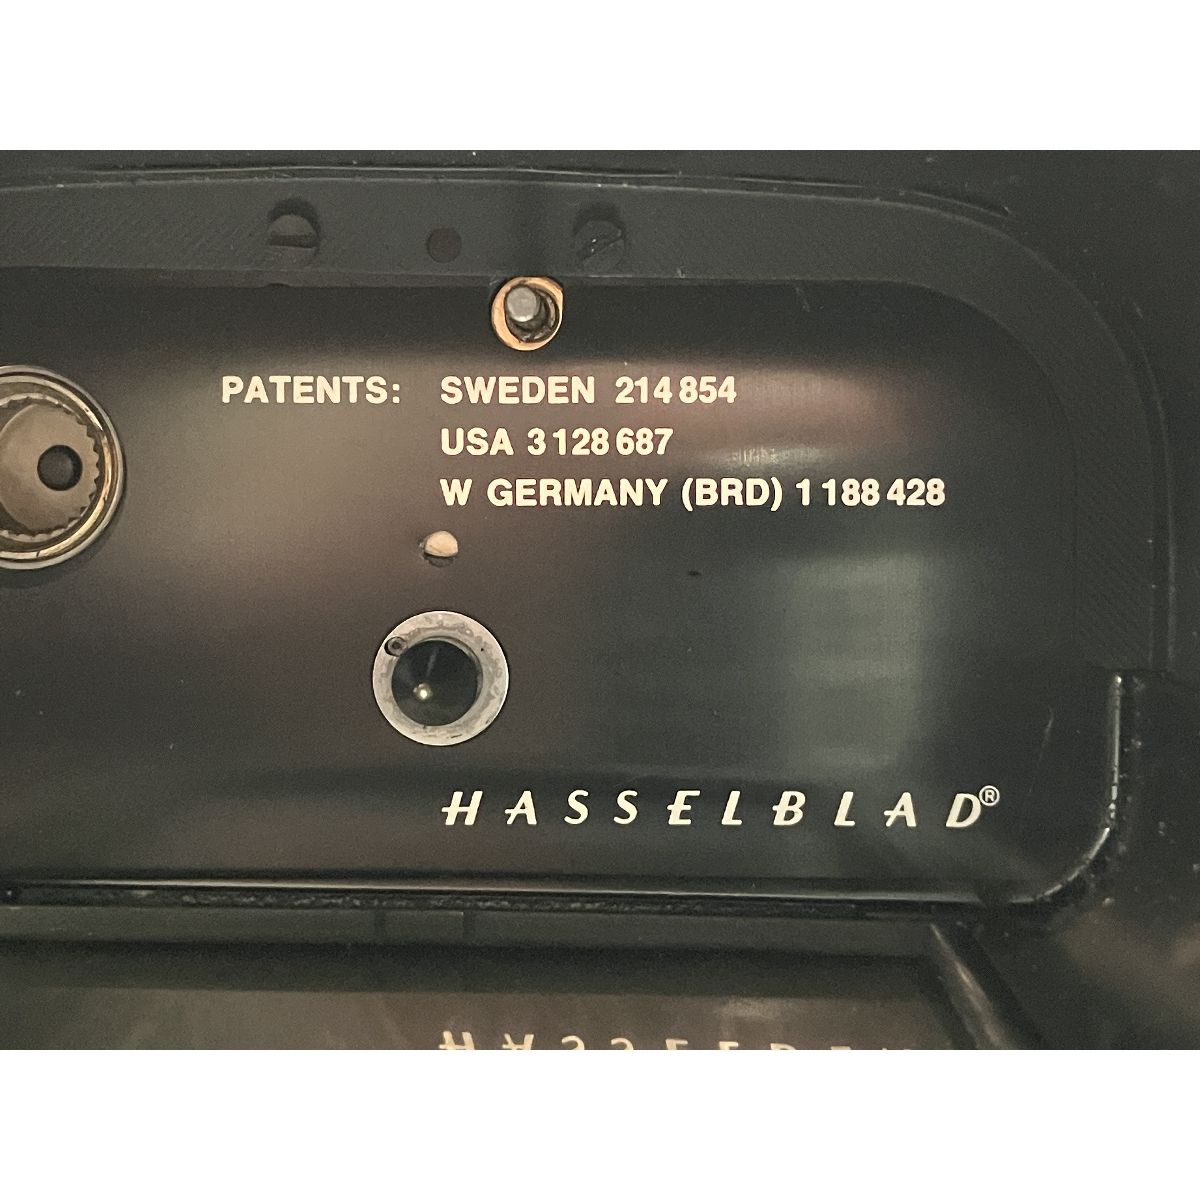 PATENTS: SWEDEN 214 854
USA 3 128 687
W GERMANY (BRD) 1 188 428
HASSELBLAD®